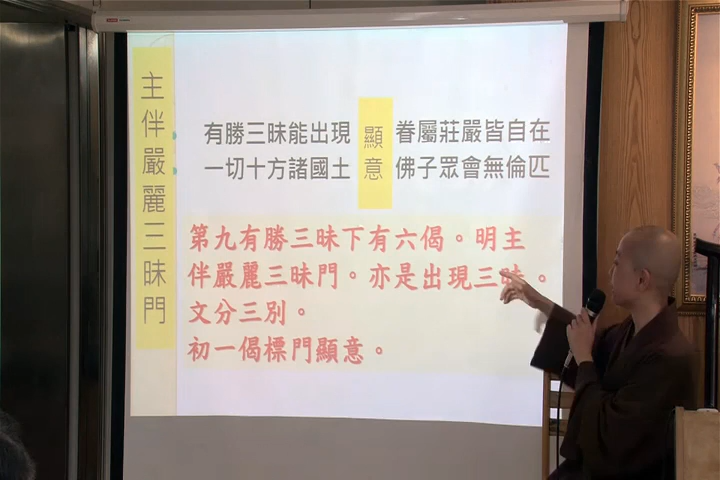 主伴嚴麗三昧門
有勝三昧能出現
一切十方諸國土
顯意
眷屬莊嚴皆自在
佛子眾會無倫匹
第九有勝三昧下有六偈。明主
伴嚴麗三昧門。亦是出現三昧。
文分三別。
初一偈標門顯意。